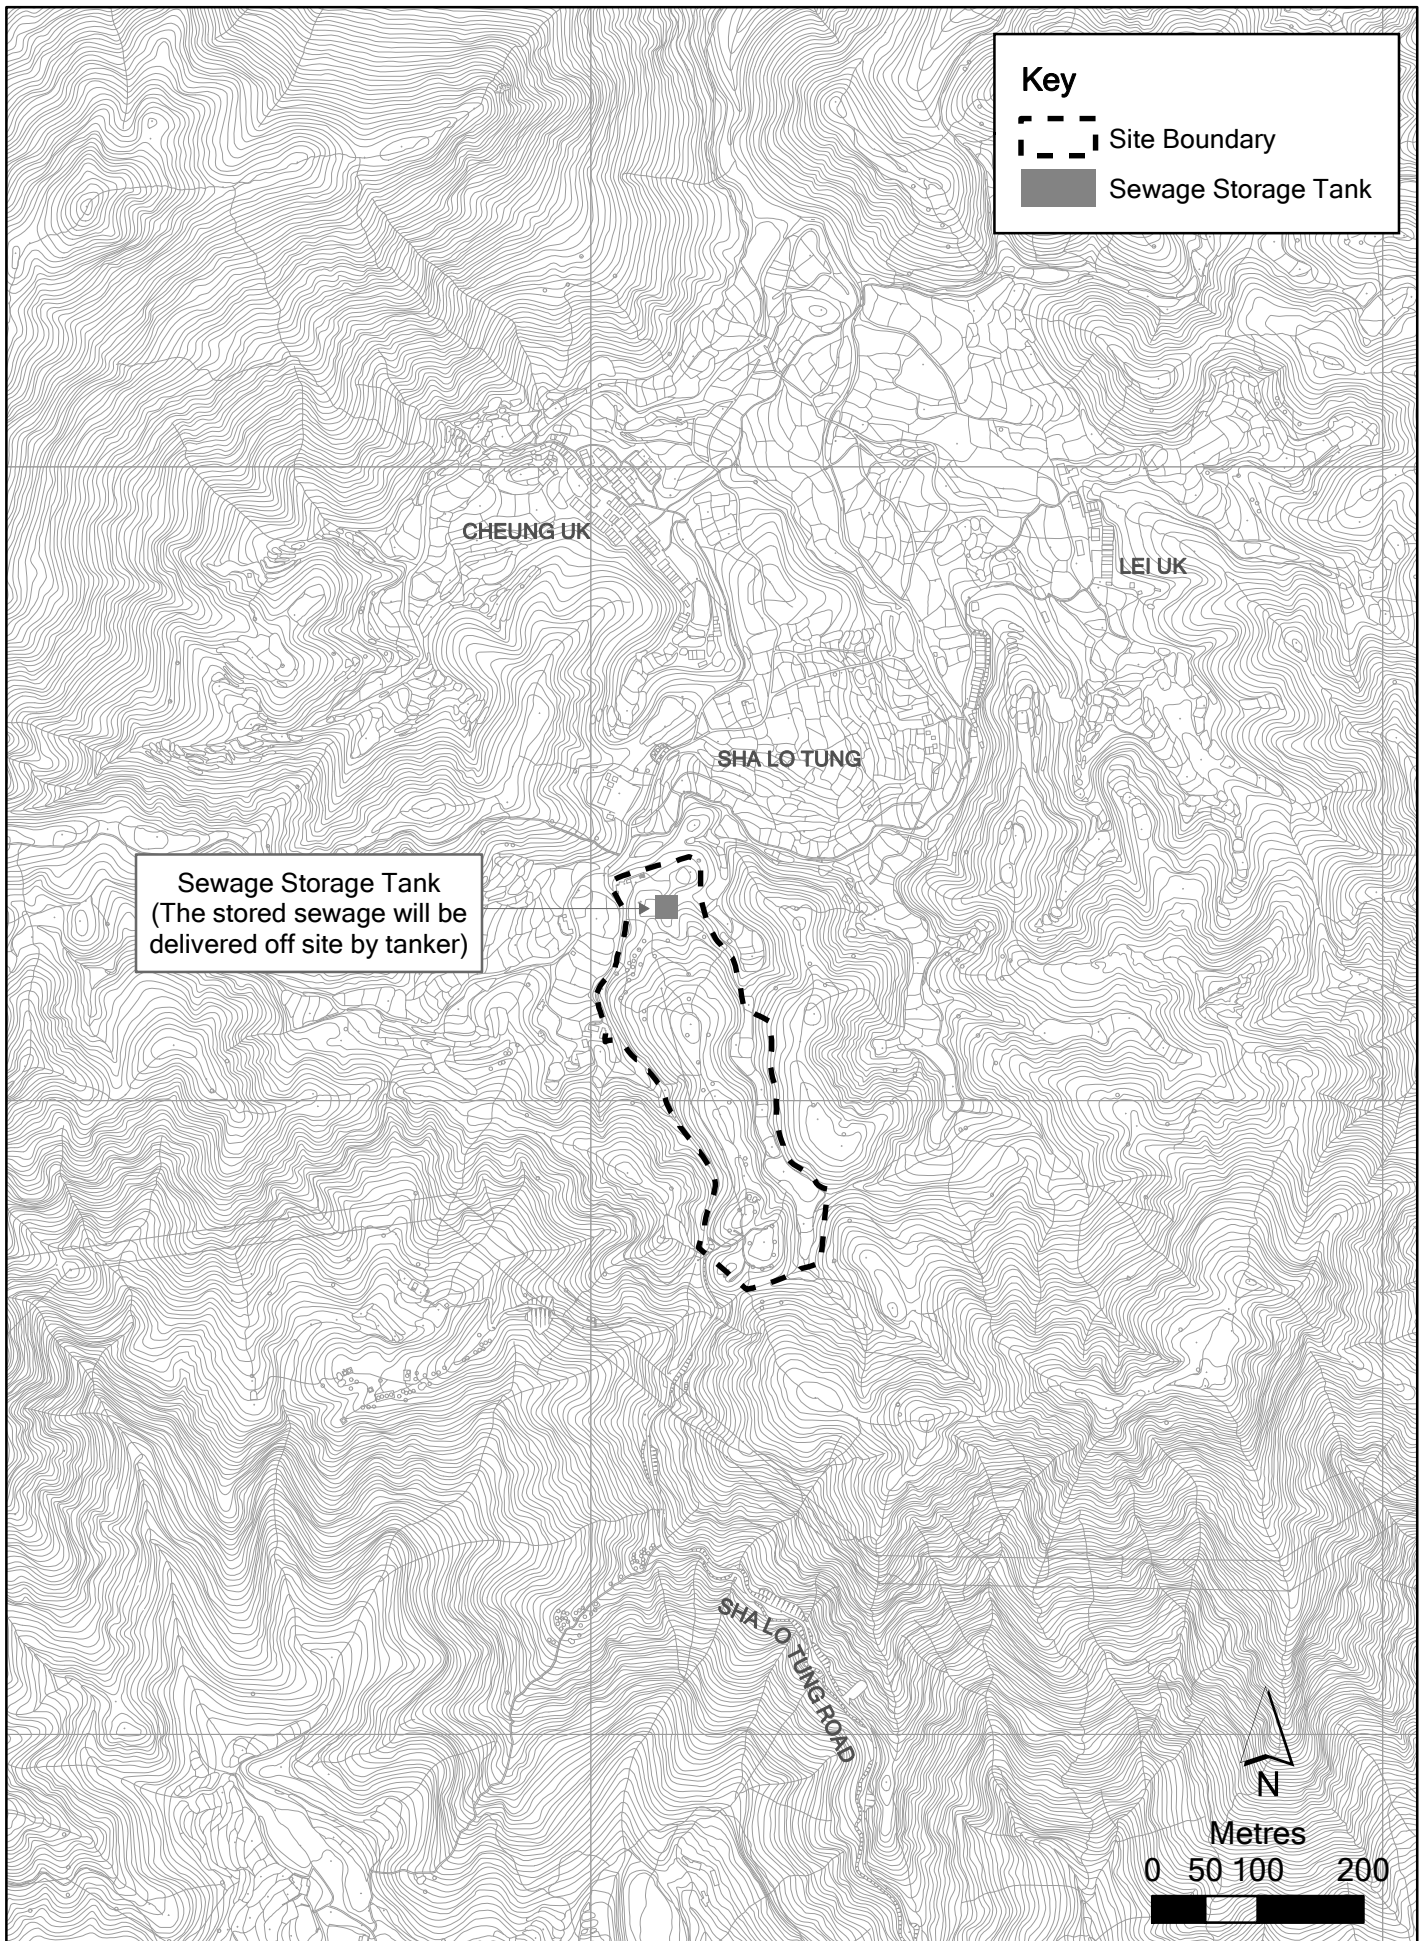 Key
Site Boundary
Sewage Storage Tank
CHEUNG UK
LEI UK
SHA LO TUNG
Sewage Storage Tank
(The stored sewage will be
delivered off site by tanker)
SHA LO TUNG ROAD
N
Metres
0 50 100 200